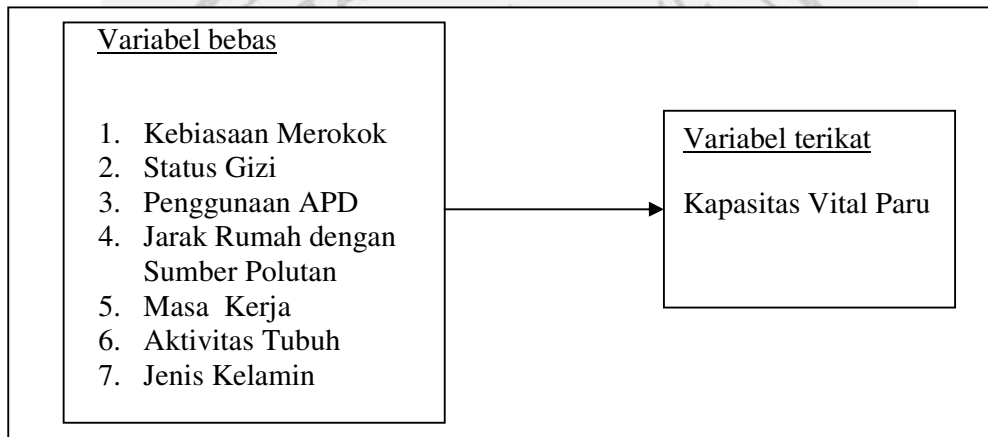 Variabel bebas
1. Kebiasaan Merokok
2. Status Gizi
3. Penggunaan APD
4. Jarak Rumah dengan
Sumber Polutan
5. Masa Kerja
6. Aktivitas Tubuh
7. Jenis Kelamin
Variabel terikat
Kapasitas Vital Paru